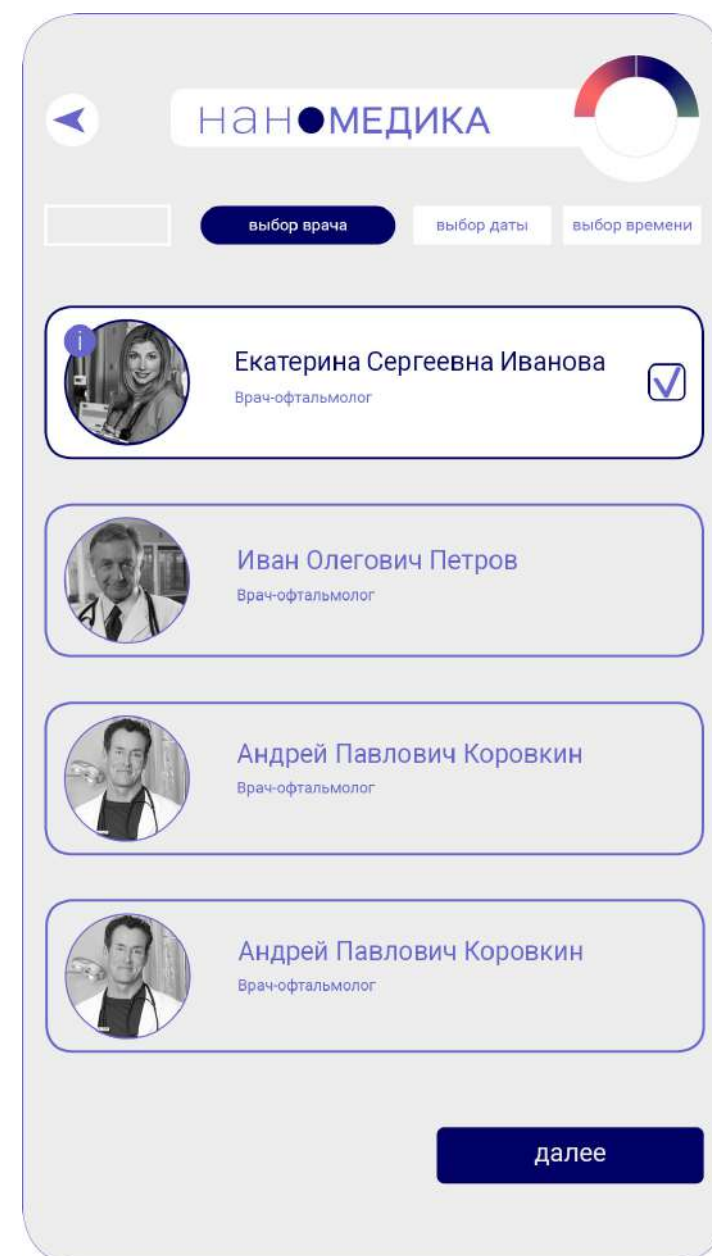 наномедика
выбор врача
выбор даты
выбор времени
i
Екатерина Сергеевна Иванова
Врач-офтальмолог
Иван Олегович Петров
Врач-офтальмолог
Андрей Павлович Коровкин
Врач-офтальмолог
Андрей Павлович Коровкин
Врач-офтальмолог
далее